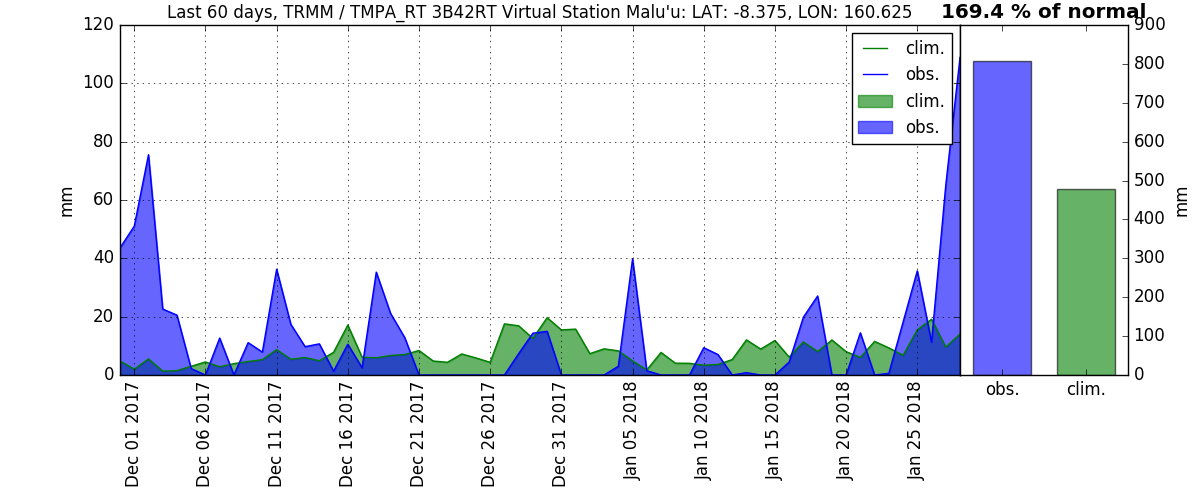 Last 60 days, TRMM / TMPA_RT 3B42RT Virtual Station Malu'u: LAT: -8.375, LON: 160.625
169.4 % of normal
120
100
80
60
40
20
0
mm
clim.
obs.
clim.
obs.
900
800
700
600
500
400
300
200
100
0
mm
obs.
clim.
Dec 01 2017
Dec 06 2017
Dec 11 2017
Dec 16 2017
Dec 21 2017
Dec 26 2017
Dec 31 2017
Jan 05 2018
Jan 10 2018
Jan 15 2018
Jan 20 2018
Jan 25 2018